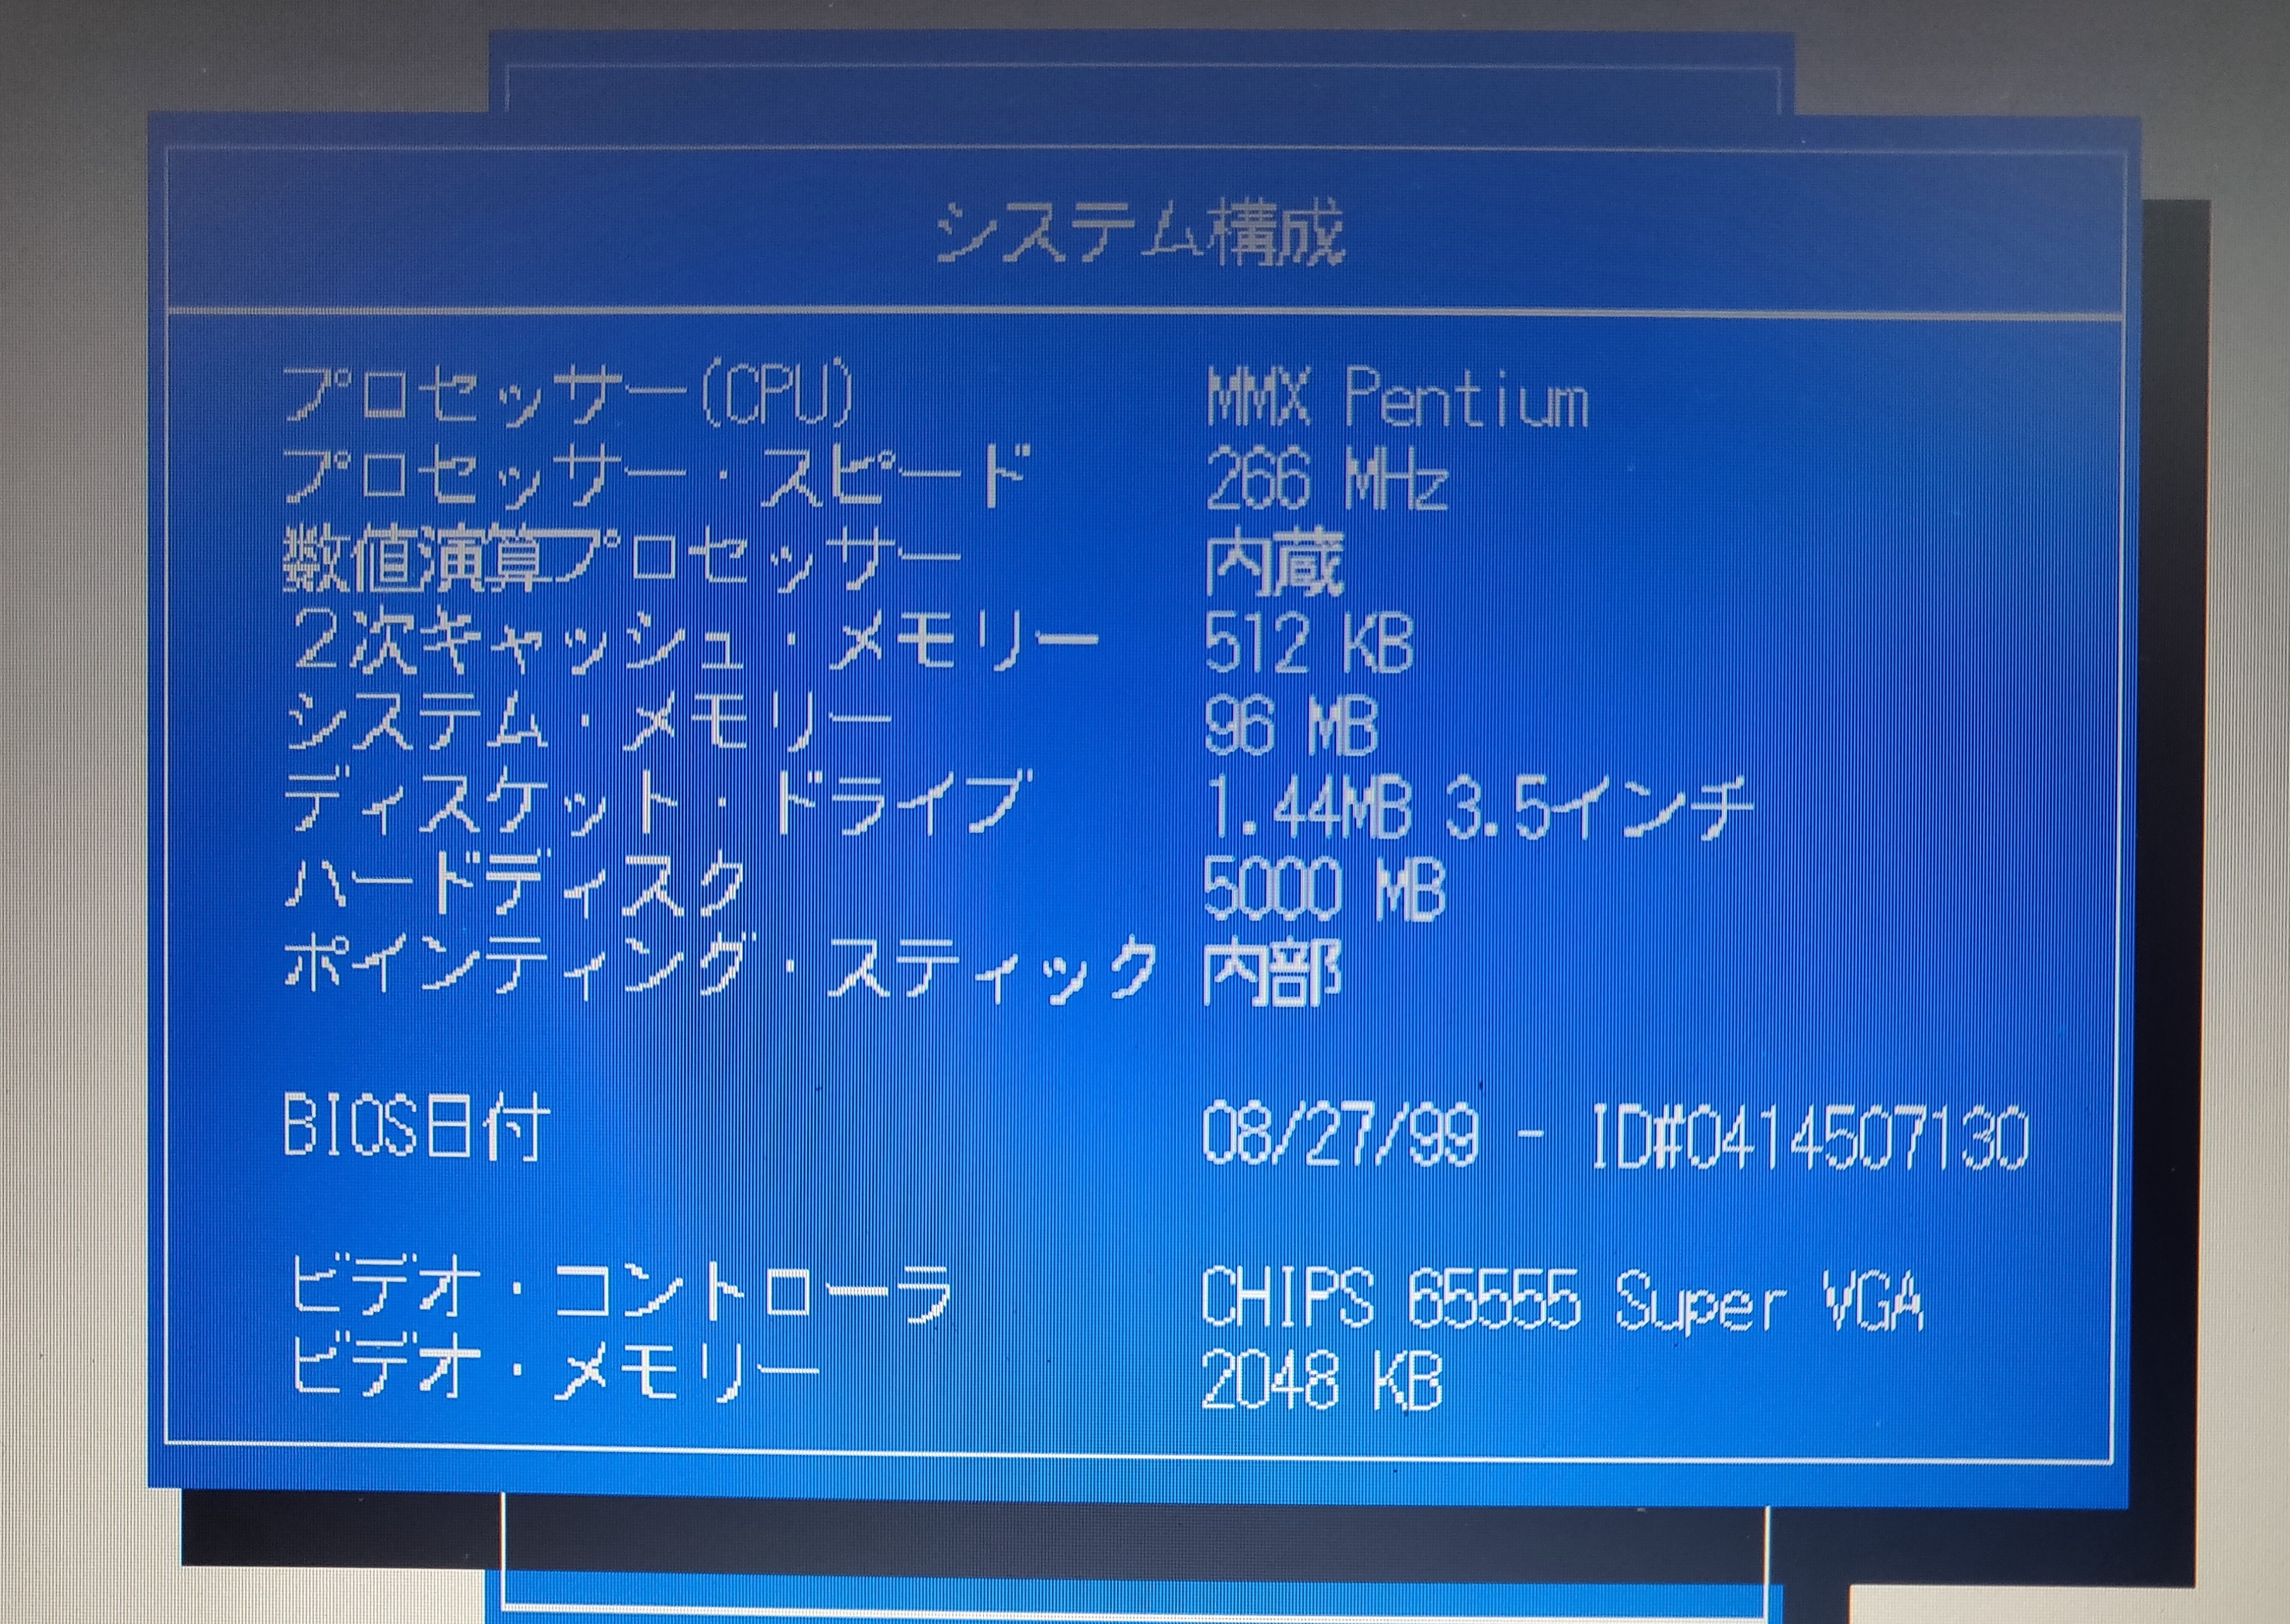 システム構成
プロセッサー(CPU) MMX Pentium
プロセッサー・スピード 266 MHz
数値演算プロセッサー 内蔵
2次キャッシュ・メモリー 512 KB
システム・メモリー 96 MB
ディスケット・ドライブ 1.44MB 3.5インチ
ハードディスク 5000 MB
ポインティング・スティック 内部
BIOS日付 08/27/99 - ID#0414507130
ビデオ・コントローラ CHIPS 65555 Super VGA
ビデオ・メモリー 2048 KB